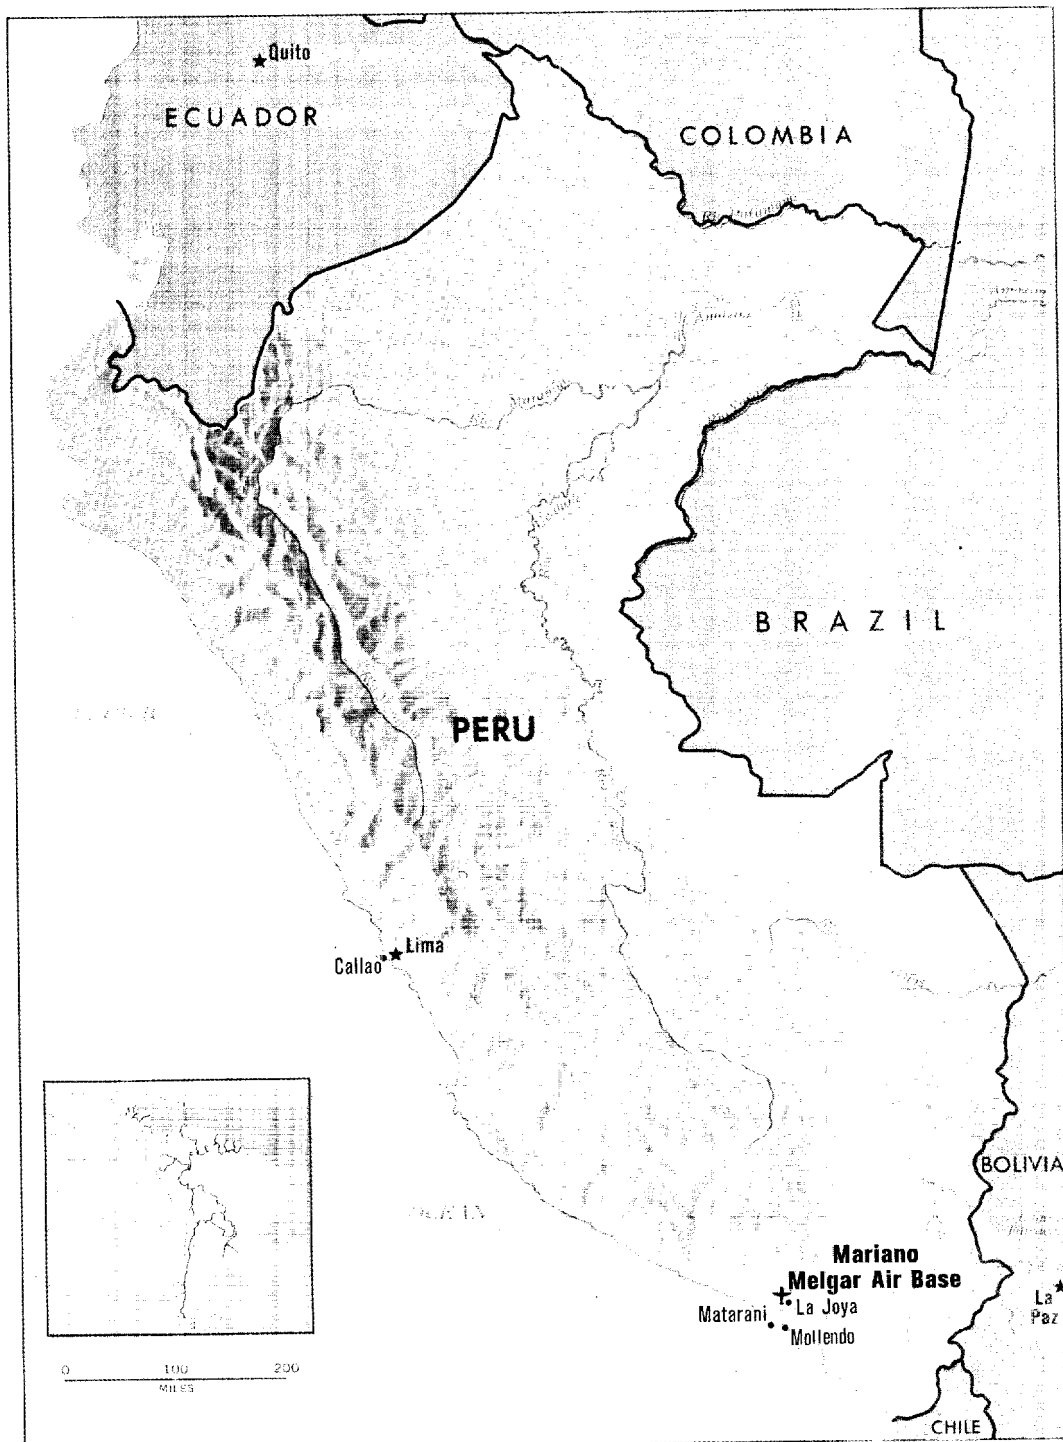 Quito
ECUADOR
COLOMBIA
BRAZIL
PERU
Lima
Callao
BOLIVIA
Mariano
Melgar Air Base
La Joya
Matarani
Mollendo
La
Paz
0 100 200
MILES
CHILE